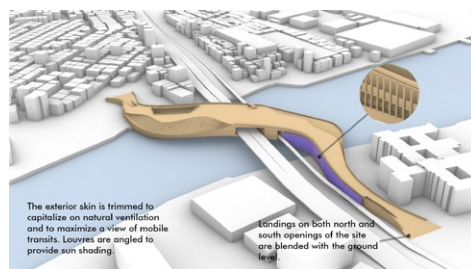 The exterior skin is trimmed to
capitalize on natural ventilation
and to maximize a view of mobile
transits. Louvres are angled to
provide sun shading.
Landings on both north and
south openings of the site
are blended with the ground
level.